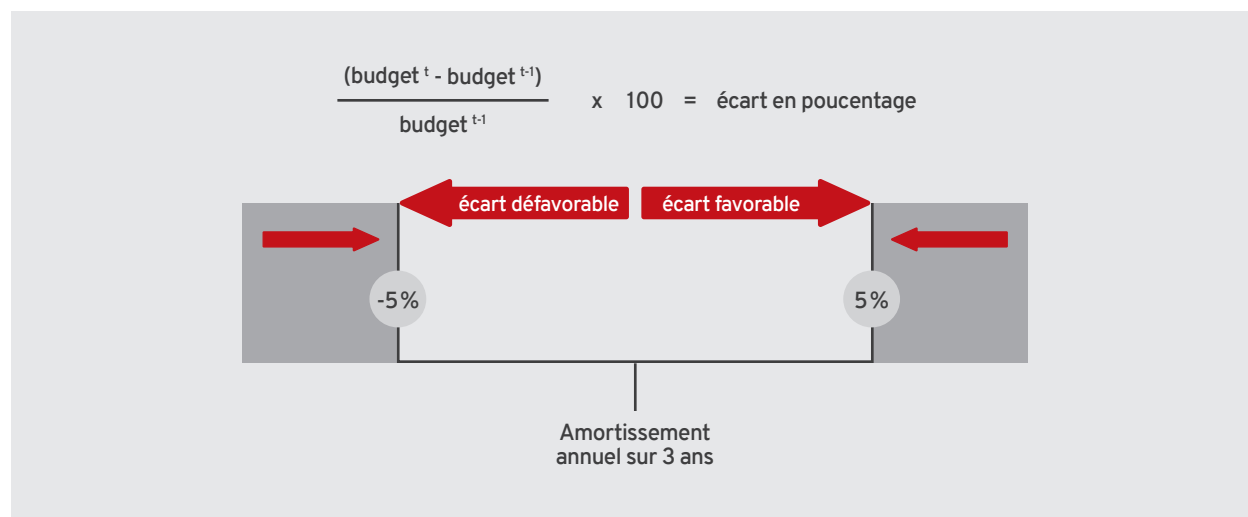 (budget t - budget t-1)
x 100 = écart en poucentage
budget t-1
écart défavorable écart favorable
-5% 5%
Amortissement
annuel sur 3 ans